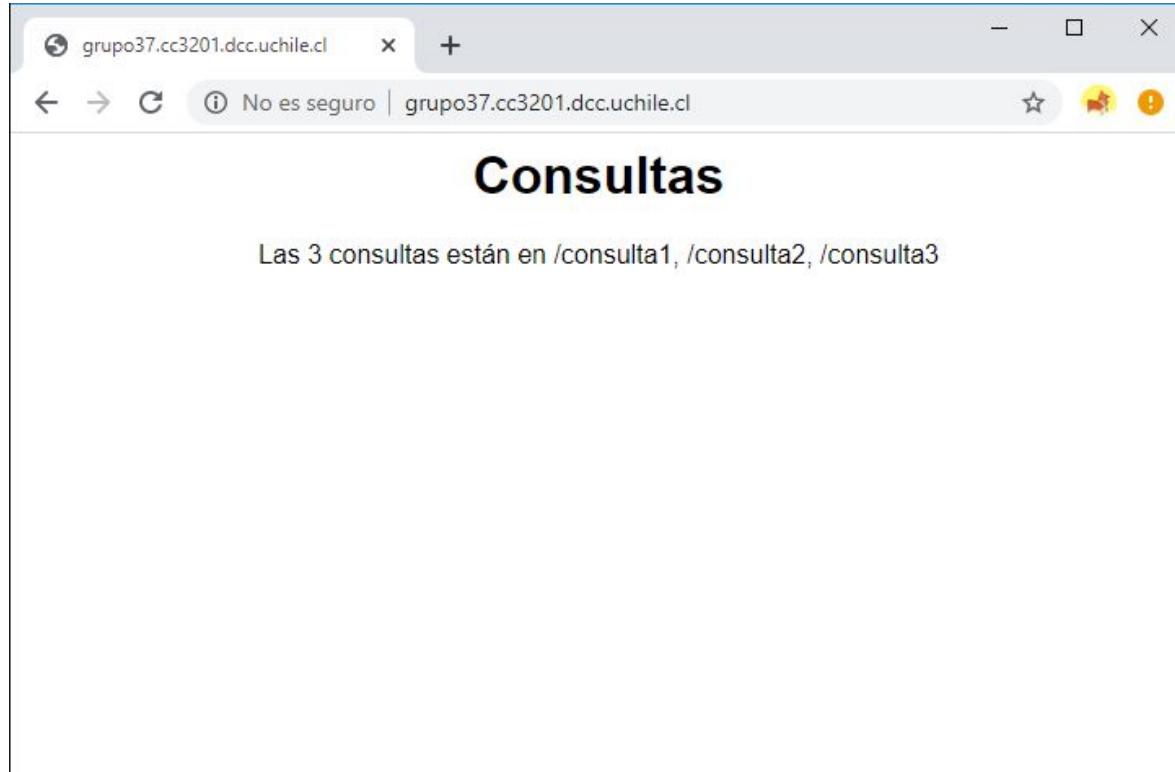 grupo37.cc3201.dcc.uchile.cl
No es seguro | grupo37.cc3201.dcc.uchile.cl
Consultas
Las 3 consultas están en /consulta1, /consulta2, /consulta3